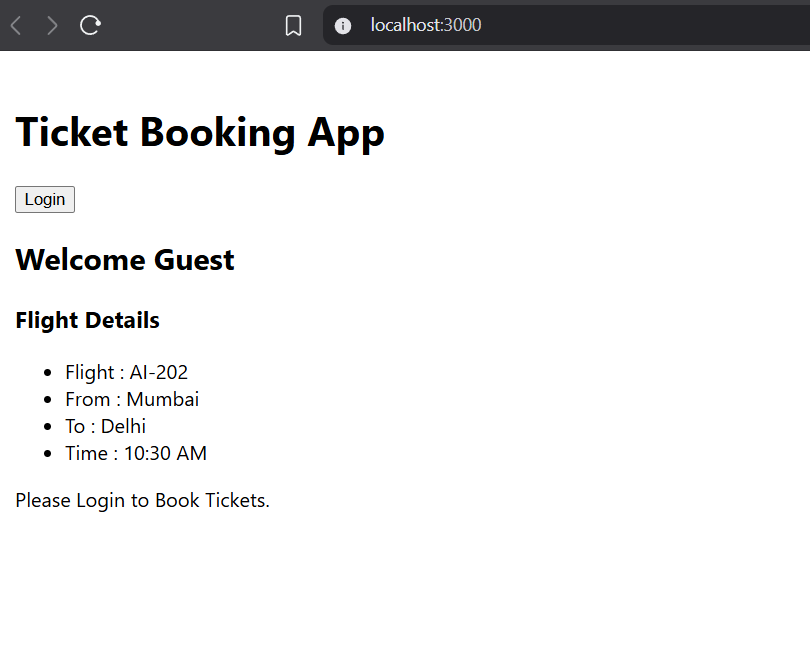 localhost:3000
Ticket Booking App
Login
Welcome Guest
Flight Details
Flight : AI-202
From : Mumbai
To : Delhi
Time : 10:30 AM
Please Login to Book Tickets.